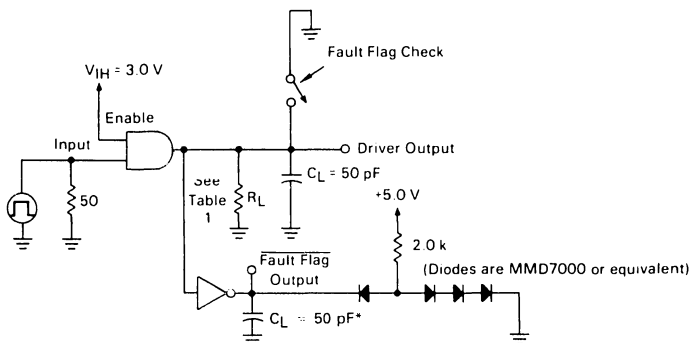 Fault Flag Check
VIH = 3.0 V
Enable
Input
Driver Output
50
See
Table
1
RL
CL = 50 pF
+5.0 V
2.0 k
Fault Flag
Output
(Diodes are MMD7000 or equivalent)
CL = 50 pF*